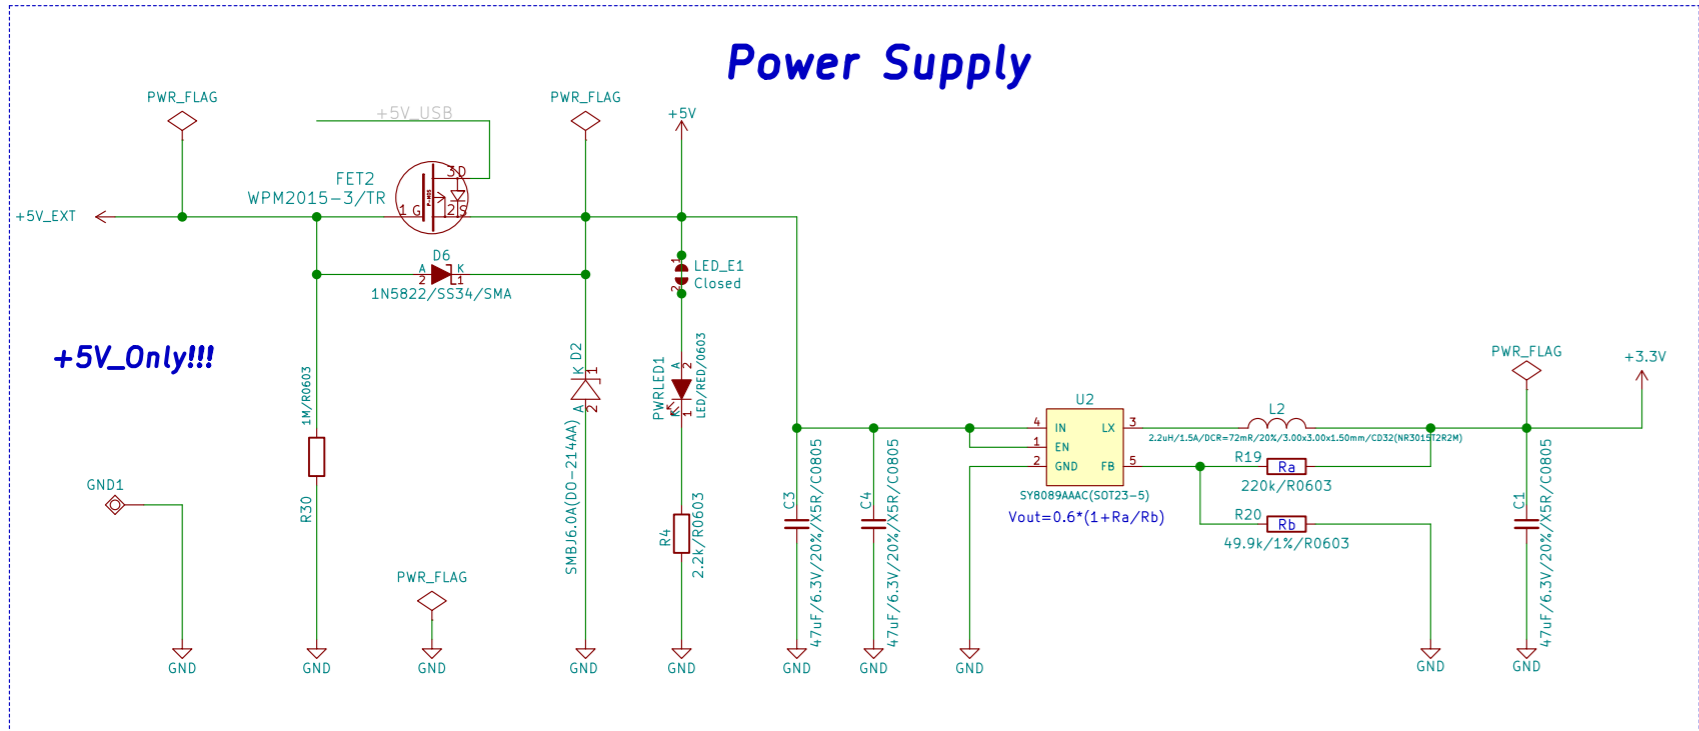 Power Supply
PWR_FLAG
+5V_USB
PWR_FLAG
+5V
FET2
WPM2015-3/TR
3D
P-MOS
1 G
2 S
+5V_EXT
D6
A
K
2
1
1N5822/SS34/SMA
1
LED_E1
Closed
2
+5V_Only!!!
1M/R0603
R30
D2
K
1
A
2
SMBJ6.0A(DO-214AA)
PWRLED1
A
2
K
1
LED/RED/0603
R4
2.2k/R0603
GND1
PWR_FLAG
C3
47uF/6.3V/20%/X5R/C0805
C4
47uF/6.3V/20%/X5R/C0805
U2
4
IN
LX
3
1
EN
2
GND
FB
5
SY8089AAAC(SOT23-5)
Vout=0.6*(1+Ra/Rb)
L2
2.2uH/1.5A/DCR=72mR/20%/3.00x3.00x1.50mm/CD32(NR3015T2R2M)
R19
Ra
220k/R0603
R20
Rb
49.9k/1%/R0603
PWR_FLAG
+3.3V
C1
47uF/6.3V/20%/X5R/C0805
GND
GND
GND
GND
GND
GND
GND
GND
GND
GND